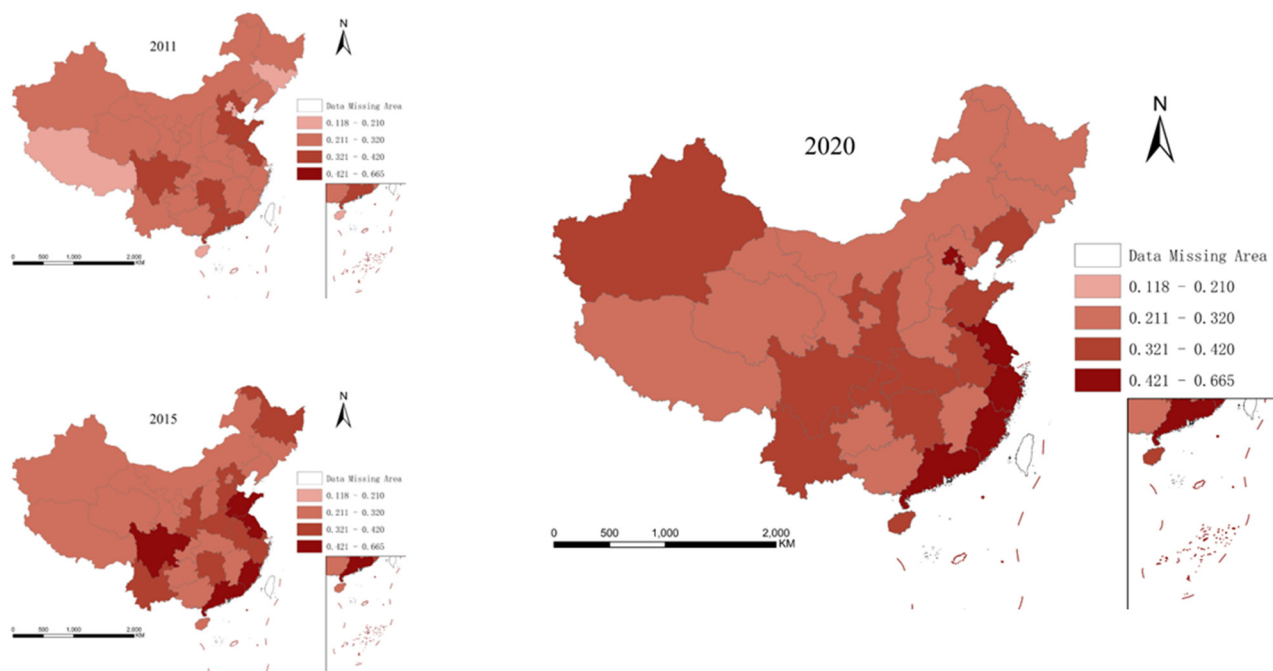 2011
N
Data Missing Area
0.118 - 0.210
0.211 - 0.320
0.321 - 0.420
0.421 - 0.665
0 500 1,000 2,000
KM
2015
N
Data Missing Area
0.118 - 0.210
0.211 - 0.320
0.321 - 0.420
0.421 - 0.665
0 500 1,000 2,000
KM
2020
N
Data Missing Area
0.118 - 0.210
0.211 - 0.320
0.321 - 0.420
0.421 - 0.665
0 500 1,000 2,000
KM